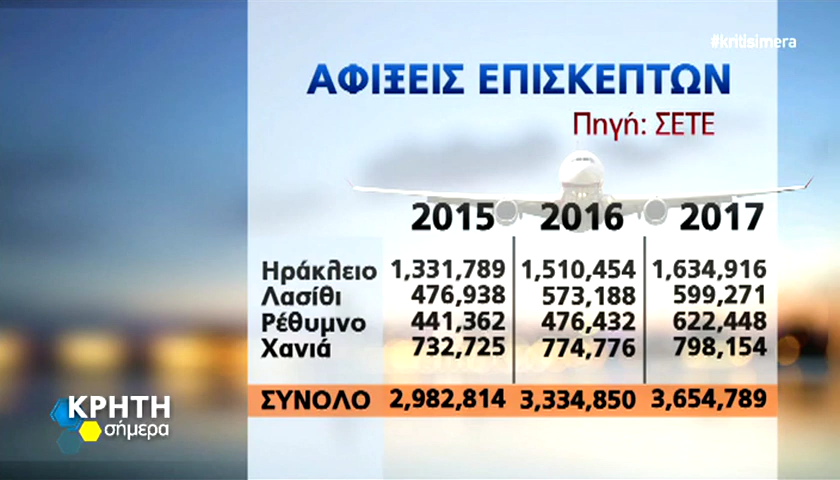 #kritisimera
ΑΦΙΞΕΙΣ ΕΠΙΣΚΕΠΤΩΝ
Πηγή: ΣΕΤΕ
2015 2016 2017
Ηράκλειο 1,331,789 1,510,454 1,634,916
Λασίθι 476,938 573,188 599,271
Ρέθυμνο 441,362 476,432 622,448
Χανιά 732,725 774,776 798,154
ΣΥΝΟΛΟ 2,982,814 3,334,850 3,654,789
ΚΡΗΤΗ
σήμερα